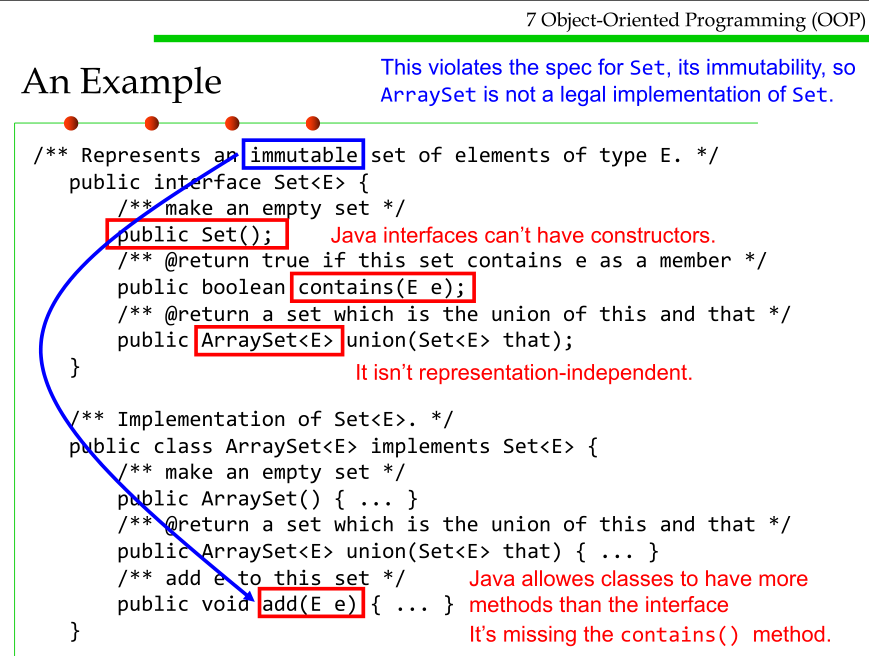 7 Object-Oriented Programming (OOP)
An Example
This violates the spec for Set, its immutability, so
ArraySet is not a legal implementation of Set.
/** Represents an immutable set of elements of type E. */
public interface Set<E> {
/** make an empty set */
public Set();
Java interfaces can't have constructors.
/** @return true if this set contains e as a member */
public boolean contains(E e);
/** @return a set which is the union of this and that */
public ArraySet<E> union(Set<E> that);
}
It isn't representation-independent.
/** Implementation of Set<E>. */
public class ArraySet<E> implements Set<E> {
/** make an empty set */
public ArraySet() { ... }
/** @return a set which is the union of this and that */
public ArraySet<E> union(Set<E> that) { ... }
/** add e to this set */
public void add(E e) { ... }
}
Java allowes classes to have more
methods than the interface
It's missing the contains() method.